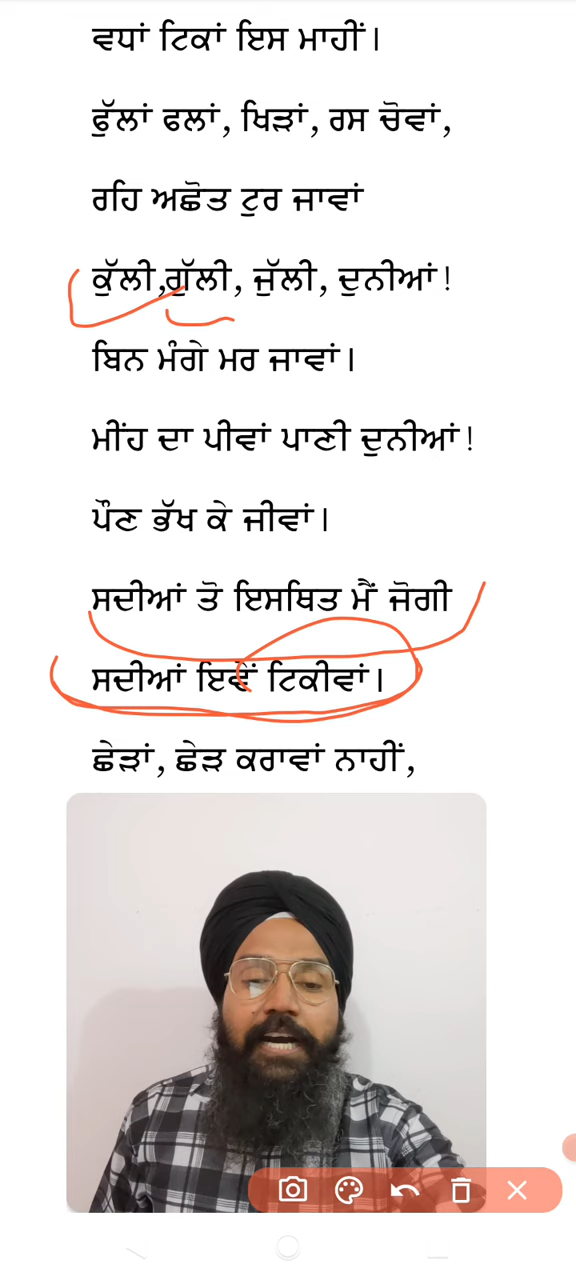 ਵਧਾਂ ਟਿਕਾਂ ਇਸ ਮਾਹੀਂ।
ਫੁੱਲਾਂ ਫਲਾਂ, ਖਿੜਾਂ, ਰਸ ਚੋਵਾਂ,
ਰਹਿ ਅਛੋਤ ਟੁਰ ਜਾਵਾਂ
ਕੁੱਲੀ,ਗੁੱਲੀ, ਜੁੱਲੀ, ਦੁਨੀਆਂ!
ਬਿਨ ਮੰਗੇ ਮਰ ਜਾਵਾਂ।
ਮੀਂਹ ਦਾ ਪੀਵਾਂ ਪਾਣੀ ਦੁਨੀਆਂ!
ਪੌਣ ਭੱਖ ਕੇ ਜੀਵਾਂ।
ਸਦੀਆਂ ਤੋ ਇਸਥਿਤ ਮੈਂ ਜੋਗੀ
ਸਦੀਆਂ ਇਵੇਂ ਟਿਕੀਵਾਂ।
ਛੇੜਾਂ, ਛੇੜ ਕਰਾਵਾਂ ਨਾਹੀਂ,